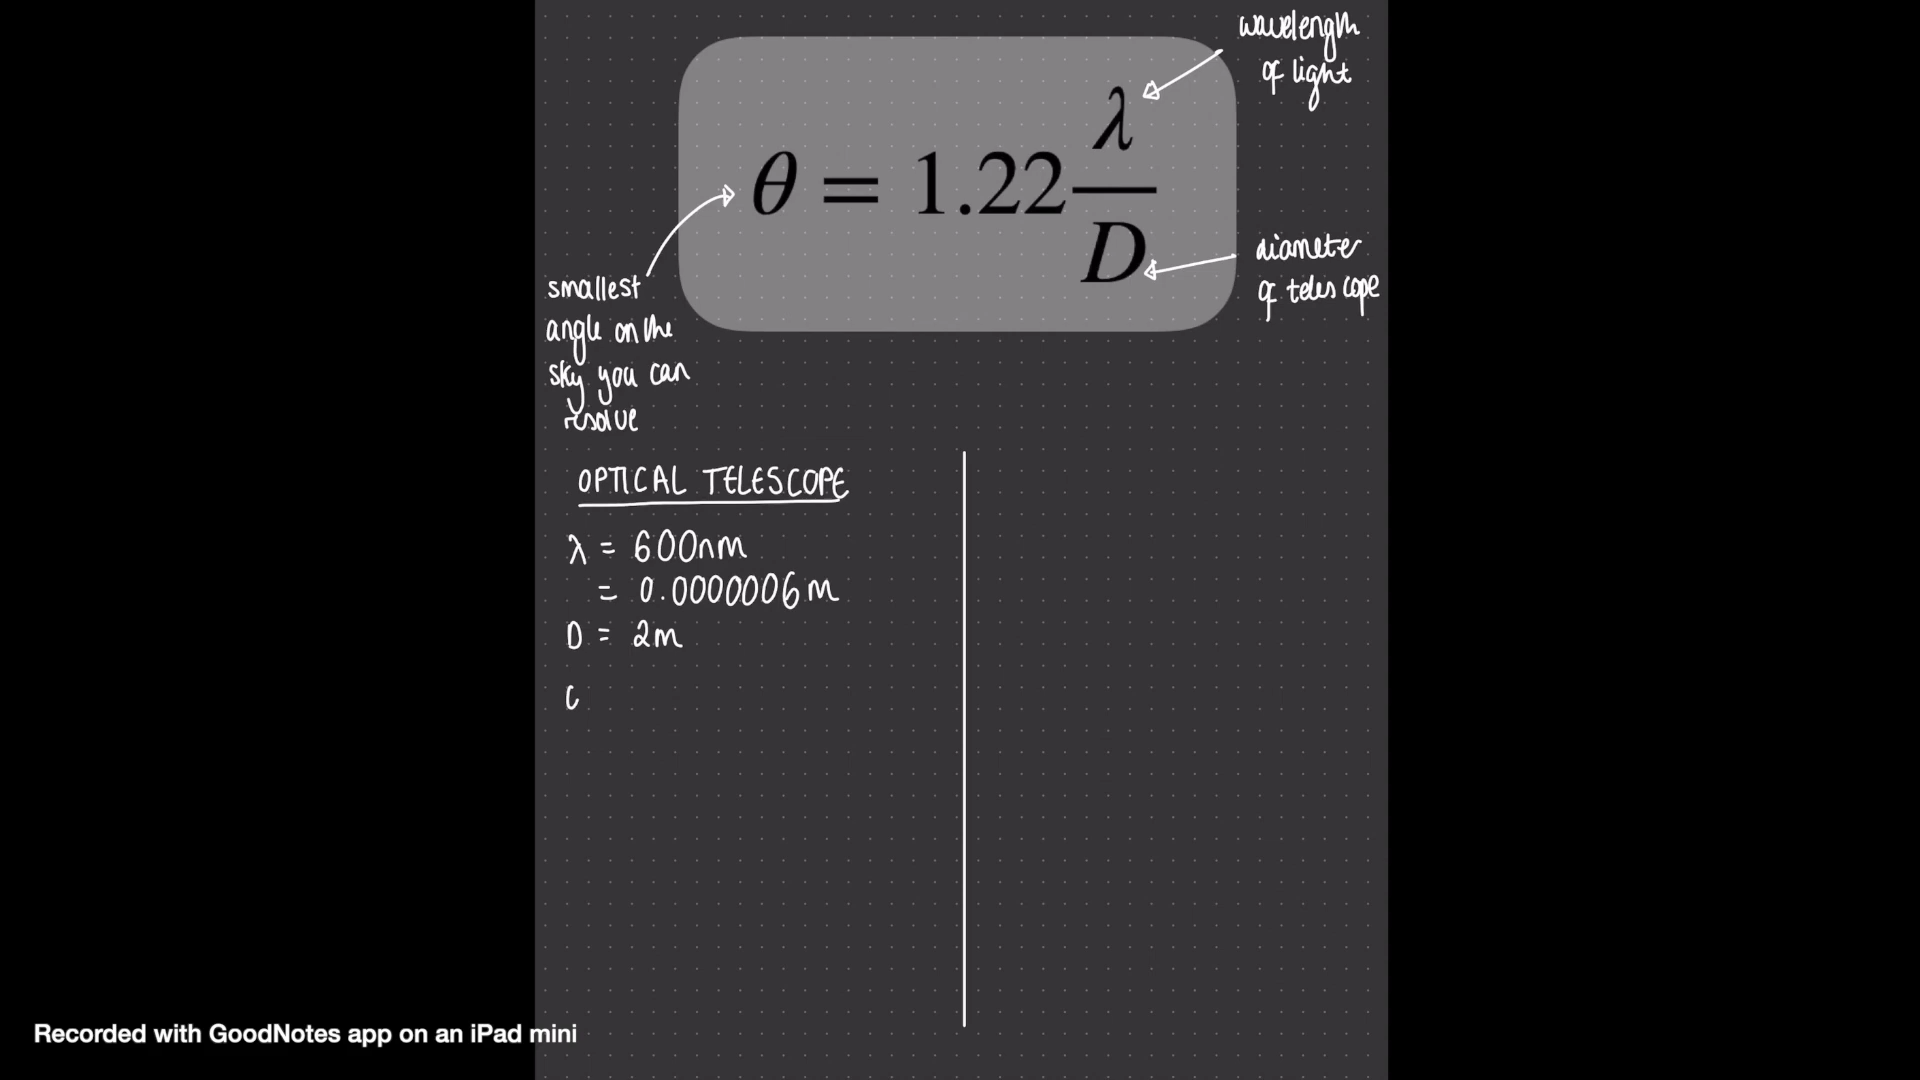 wavelength
of light
θ = 1.22 λ/D
diameter
of telescope
smallest
angle on the
sky you can
resolve
OPTICAL TELESCOPE
λ = 600nm
= 0.0000006m
D = 2m
Recorded with GoodNotes app on an iPad mini